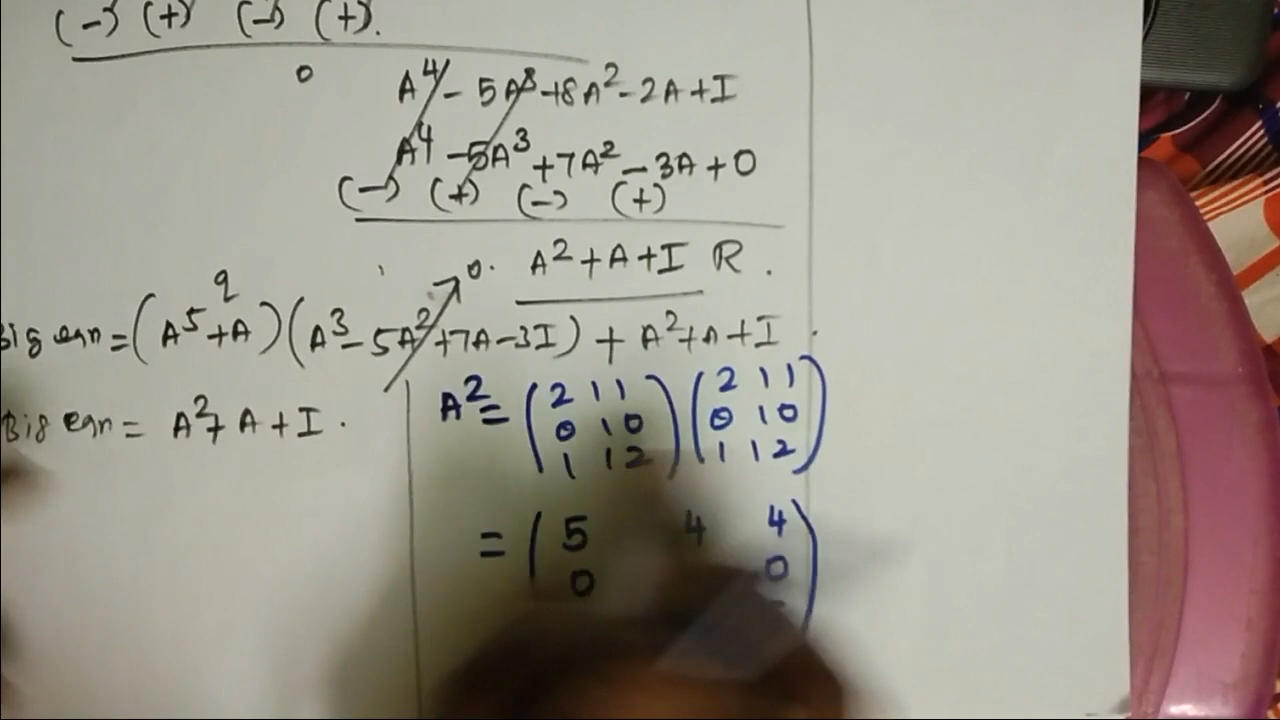 (-) (+) (-) (+).
0 A⁴ - 5A³ + 8A² - 2A + I
A⁴ - 5A³ + 7A² - 3A + 0
(-) (+) (-) (+)
0. A² + A + I R.
q
Big eqn = (A⁵ + A)(A³ - 5A² + 7A - 3I) + A² + A + I.
Big eqn = A² + A + I.
A² = (2 1 1) (2 1 1)
0 1 0 0 1 0
1 1 2 1 1 2
= (5 4 4)
0 0